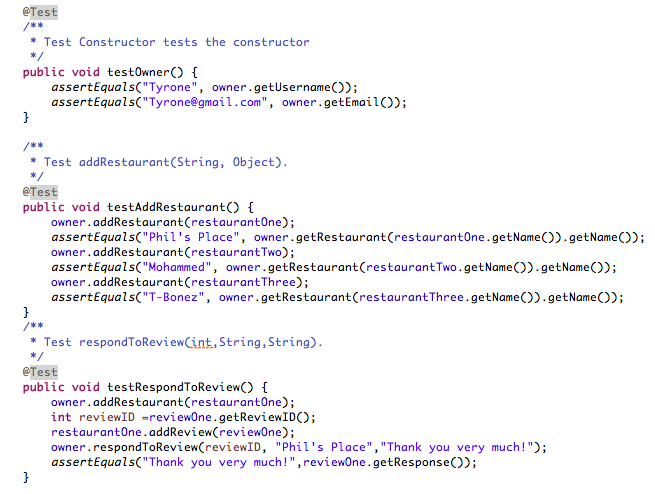 @Test
/**
 * Test Constructor tests the constructor
 */
public void testOwner() {
    assertEquals("Tyrone", owner.getUsername());
    assertEquals("Tyrone@gmail.com", owner.getEmail());
}

/**
 * Test addRestaurant(String, Object).
 */
@Test
public void testAddRestaurant() {
    owner.addRestaurant(restaurantOne);
    assertEquals("Phil's Place", owner.getRestaurant(restaurantOne.getName()).getName());
    owner.addRestaurant(restaurantTwo);
    assertEquals("Mohammed", owner.getRestaurant(restaurantTwo.getName()).getName());
    owner.addRestaurant(restaurantThree);
    assertEquals("T-Bonez", owner.getRestaurant(restaurantThree.getName()).getName());
}
/**
 * Test respondToReview(int,String,String).
 */
@Test
public void testRespondToReview() {
    owner.addRestaurant(restaurantOne);
    int reviewID =reviewOne.getReviewID();
    restaurantOne.addReview(reviewOne);
    owner.respondToReview(reviewID, "Phil's Place","Thank you very much!");
    assertEquals("Thank you very much!",reviewOne.getResponse());
}